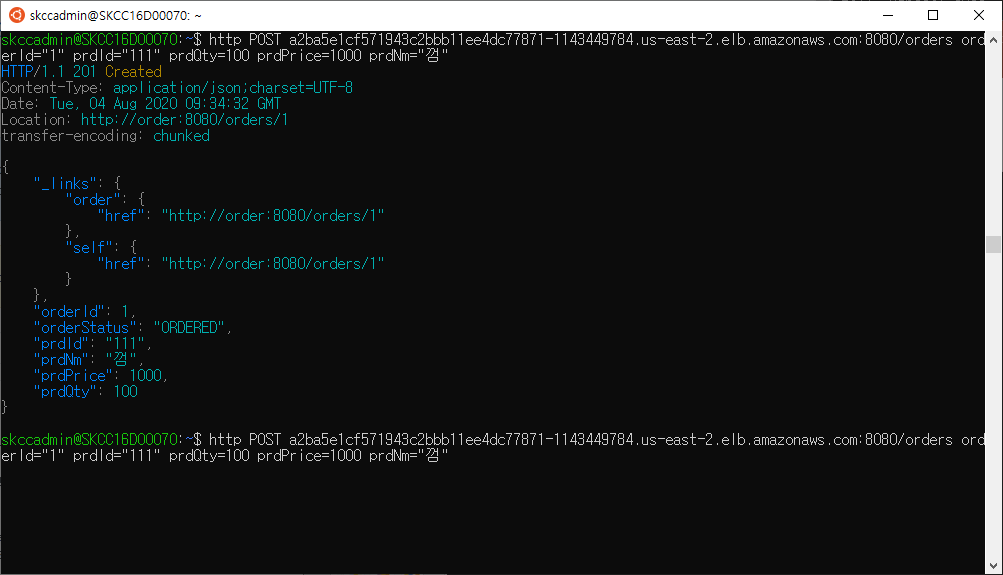 skccadmin@SKCC16D00070: ~
skccadmin@SKCC16D00070:~$ http POST a2ba5e1cf571943c2bbb11ee4dc77871-1143449784.us-east-2.elb.amazonaws.com:8080/orders ord
erId="1" prdId="111" prdQty=100 prdPrice=1000 prdNm="껌"
HTTP/1.1 201 Created
Content-Type: application/json;charset=UTF-8
Date: Tue, 04 Aug 2020 09:34:32 GMT
Location: http://order:8080/orders/1
transfer-encoding: chunked
{
    "_links": {
        "order": {
            "href": "http://order:8080/orders/1"
        },
        "self": {
            "href": "http://order:8080/orders/1"
        }
    },
    "orderId": 1,
    "orderStatus": "ORDERED",
    "prdId": "111",
    "prdNm": "껌",
    "prdPrice": 1000,
    "prdQty": 100
}
skccadmin@SKCC16D00070:~$ http POST a2ba5e1cf571943c2bbb11ee4dc77871-1143449784.us-east-2.elb.amazonaws.com:8080/orders ord
erId="1" prdId="111" prdQty=100 prdPrice=1000 prdNm="껌"